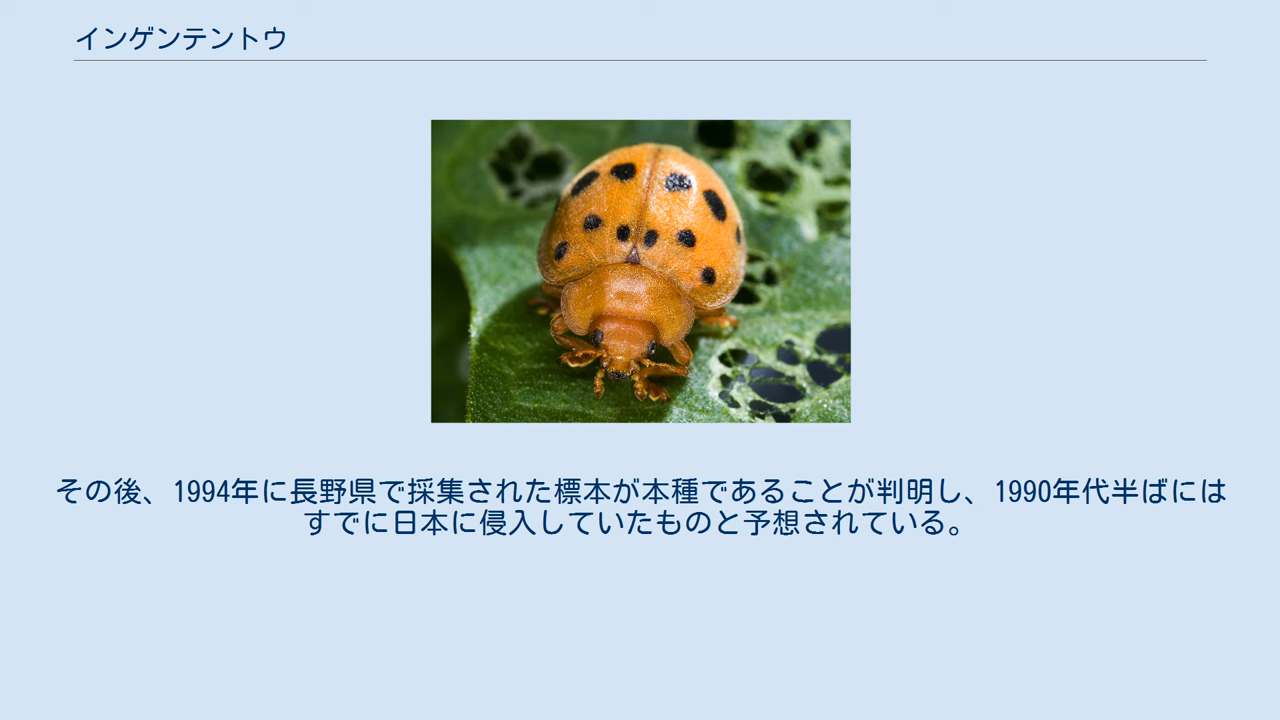 インゲンテントウ
その後、1994年に長野県で採集された標本が本種であることが判明し、1990年代半ばには
すでに日本に侵入していたものと予想されている。